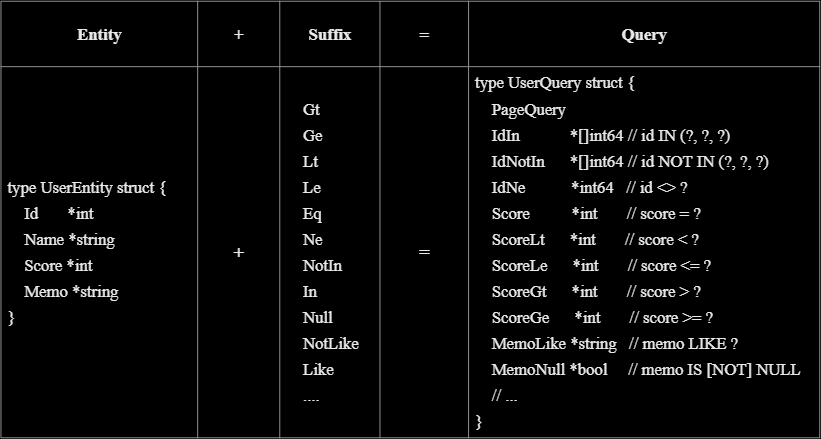 Entity + Suffix = Query
type UserEntity struct {
Id *int
Name *string
Score *int
Memo *string
}
+
Gt
Ge
Lt
Le
Eq
Ne
NotIn
In
Null
NotLike
Like
....
=
type UserQuery struct {
PageQuery
IdIn *[]int64 // id IN (?, ?, ?)
IdNotIn *[]int64 // id NOT IN (?, ?, ?)
IdNe *int64 // id <> ?
Score *int // score = ?
ScoreLt *int // score < ?
ScoreLe *int // score <= ?
ScoreGt *int // score > ?
ScoreGe *int // score >= ?
MemoLike *string // memo LIKE ?
MemoNull *bool // memo IS [NOT] NULL
// ...
}